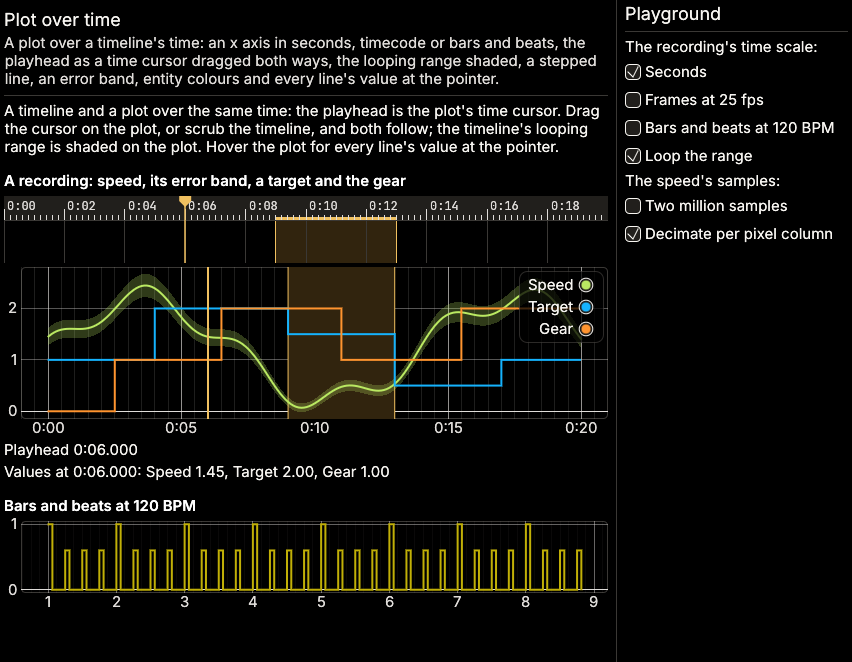 Plot over time
A plot over a timeline's time: an x axis in seconds, timecode or bars and beats, the
playhead as a time cursor dragged both ways, the looping range shaded, a stepped
line, an error band, entity colours and every line's value at the pointer.
A timeline and a plot over the same time: the playhead is the plot's time cursor. Drag
the cursor on the plot, or scrub the timeline, and both follow; the timeline's looping
range is shaded on the plot. Hover the plot for every line's value at the pointer.
A recording: speed, its error band, a target and the gear
0:00 0:02 0:04 0:06 0:08 0:10 0:12 0:14 0:16 0:18
Speed
Target
Gear
2
1
0
0:00 0:05 0:10 0:15 0:20
Playhead 0:06.000
Values at 0:06.000: Speed 1.45, Target 2.00, Gear 1.00
Bars and beats at 120 BPM
1
0
1 2 3 4 5 6 7 8 9
Playground
The recording's time scale:
Seconds
Frames at 25 fps
Bars and beats at 120 BPM
Loop the range
The speed's samples:
Two million samples
Decimate per pixel column